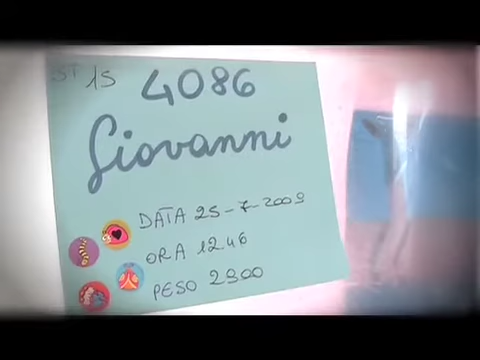 ST 15
4086
Giovanni
DATA 25-7-2009
ORA 12 46
PESO 2900